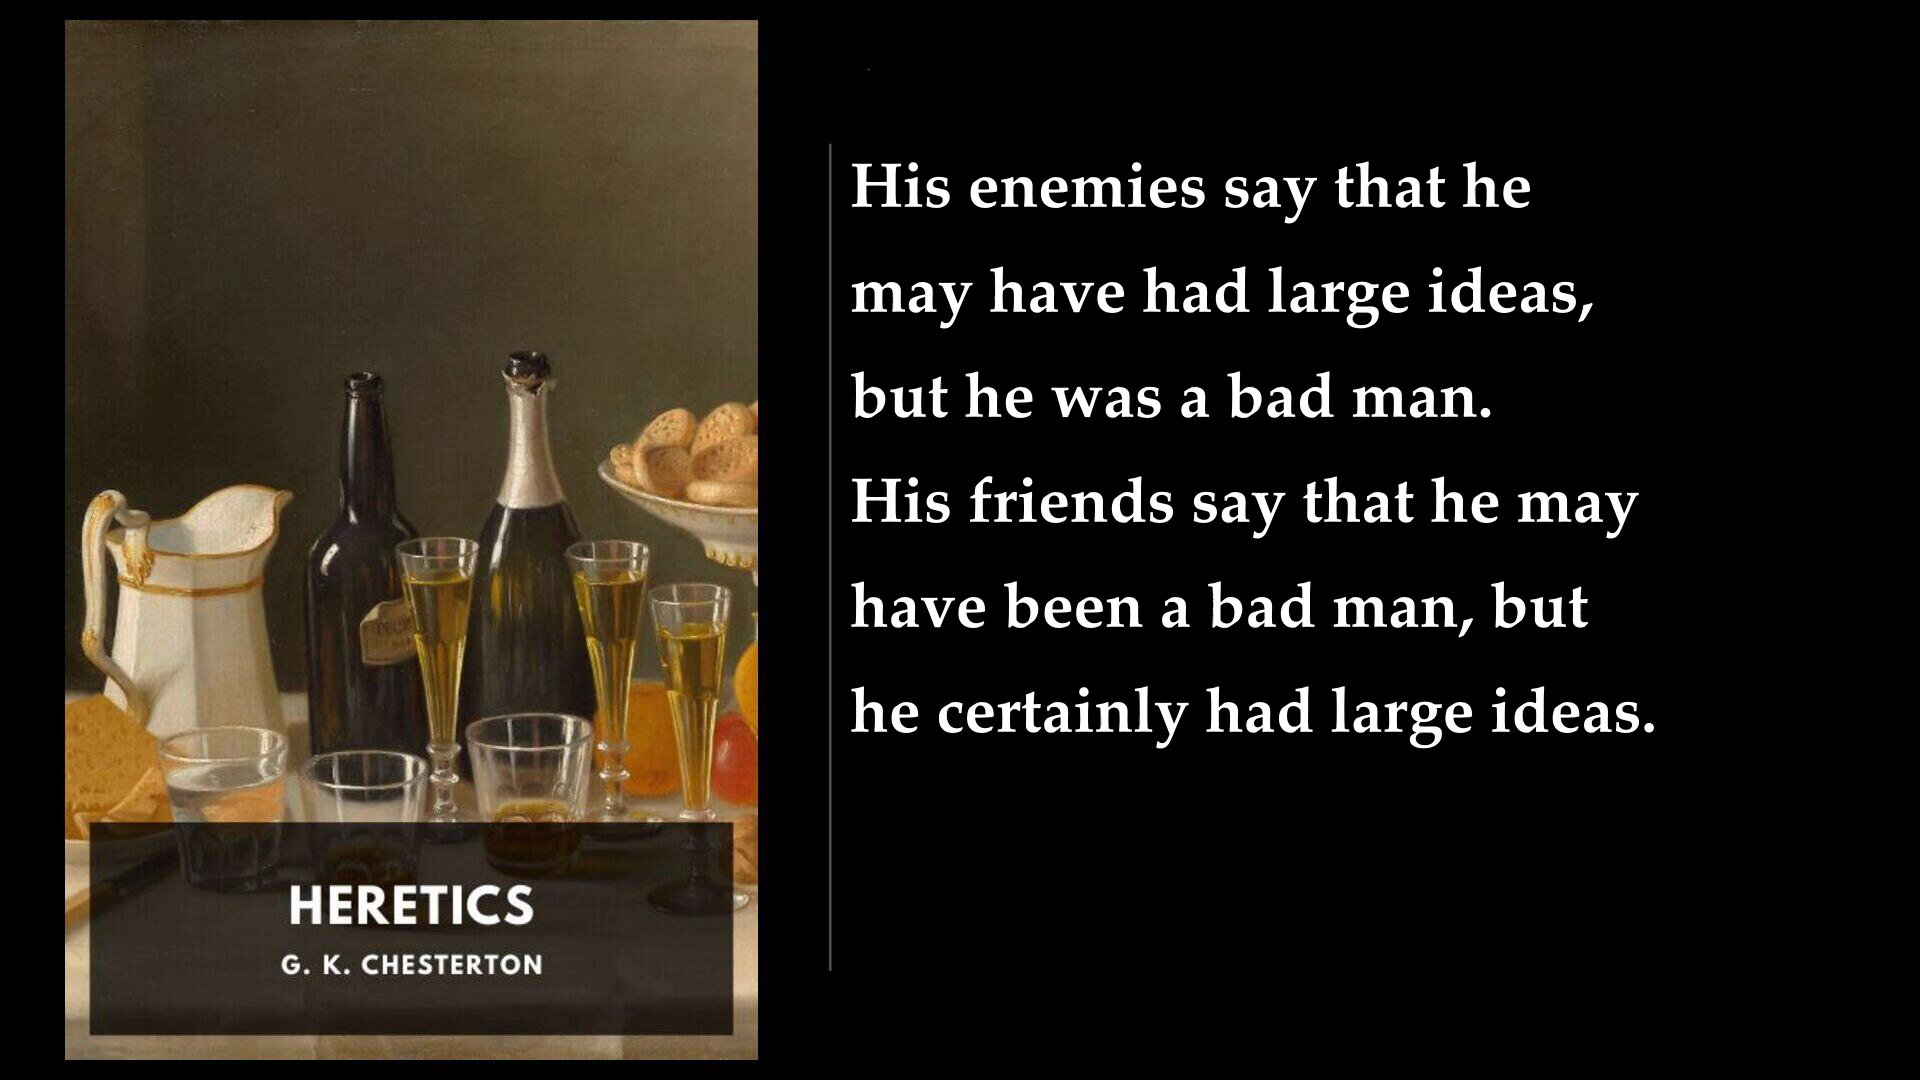 His enemies say that he
may have had large ideas,
but he was a bad man.
His friends say that he may
have been a bad man, but
he certainly had large ideas.
HERETICS
G. K. CHESTERTON